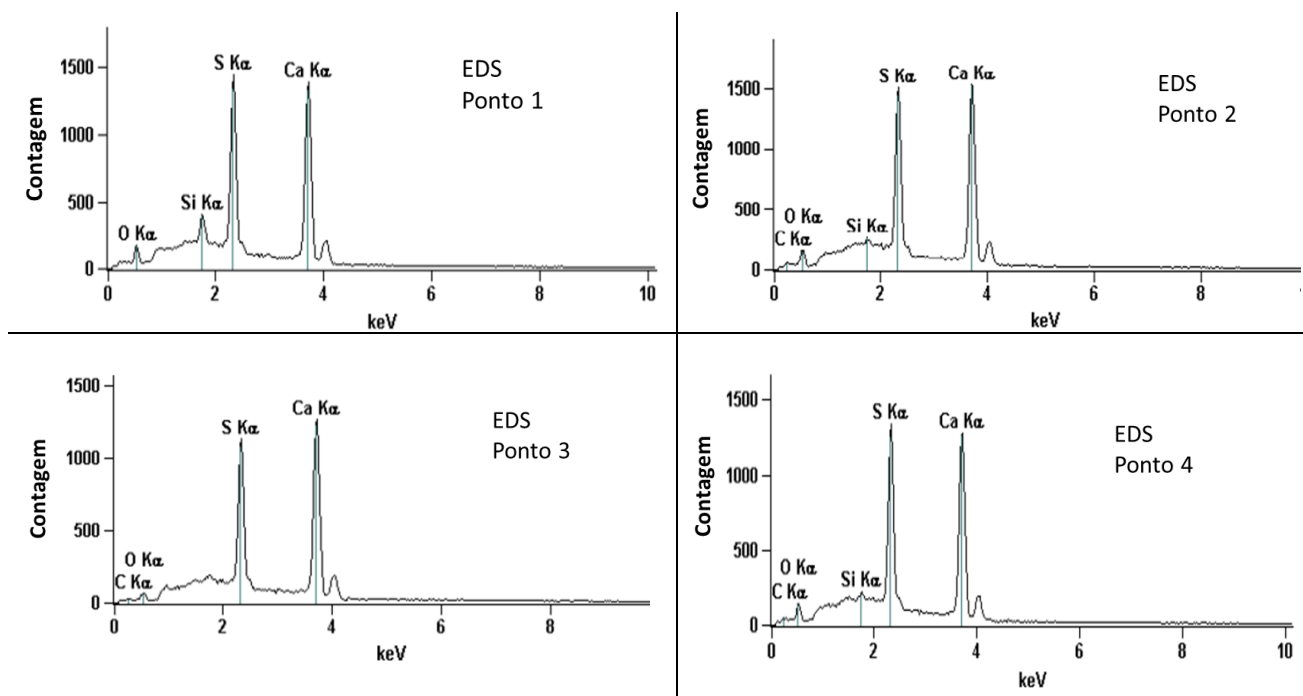 1500
1000
500
0
Contagem
S Kα
Ca Kα
Si Kα
O Kα
EDS
Ponto 1
0 2 4 6 8 10
keV
1500
1000
500
0
Contagem
S Kα
Ca Kα
O Kα
Si Kα
C Kα
EDS
Ponto 2
0 2 4 6 8
keV
1500
1000
500
0
Contagem
Ca Kα
S Kα
O Kα
C Kα
EDS
Ponto 3
0 2 4 6 8
keV
1500
1000
500
0
Contagem
S Kα
Ca Kα
O Kα
Si Kα
C Kα
EDS
Ponto 4
0 2 4 6 8 10
keV